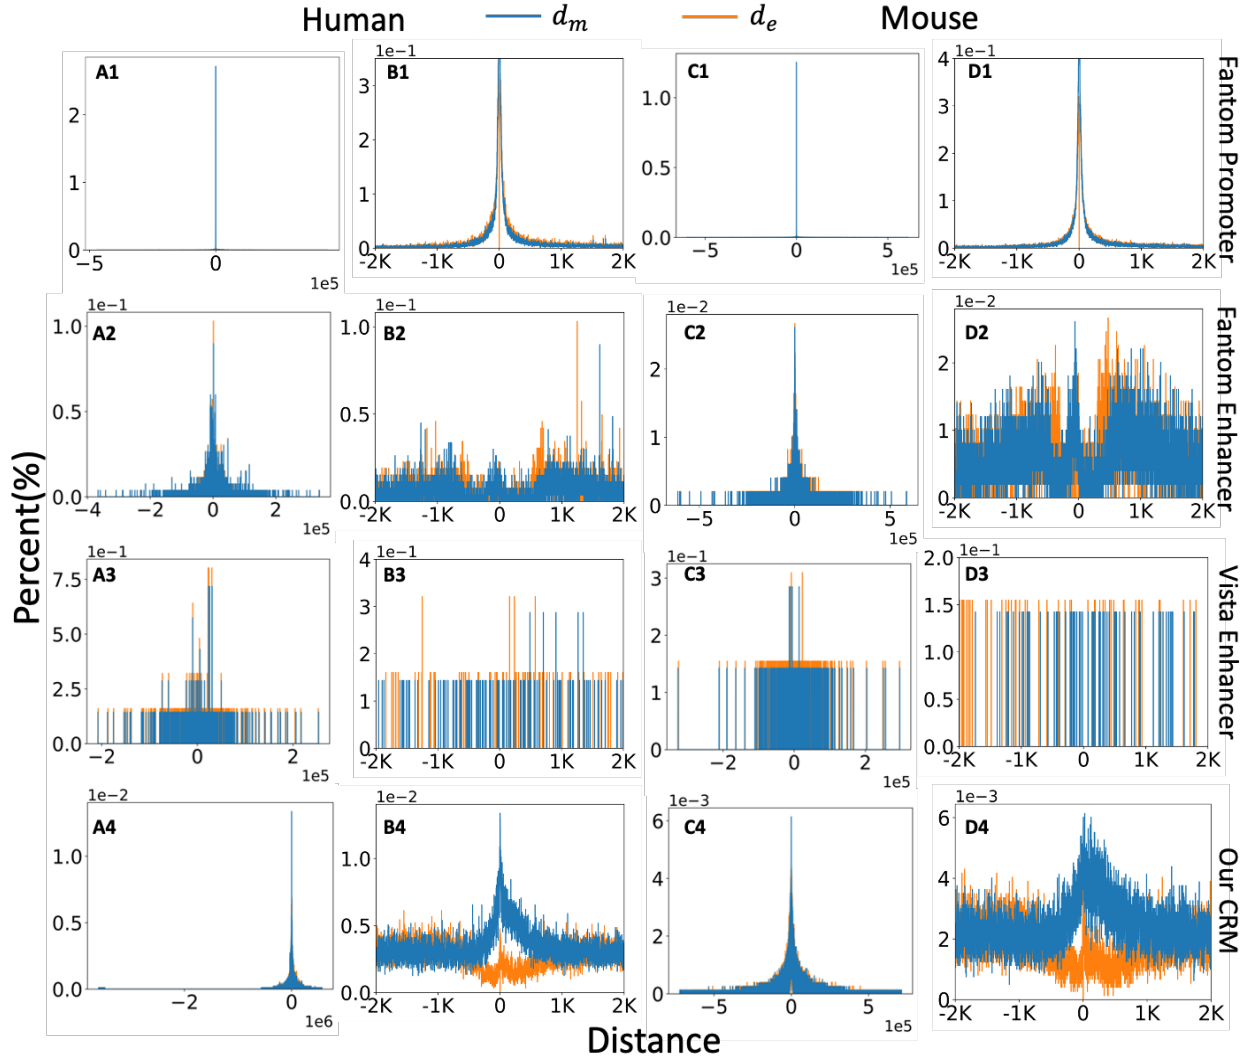 Human d_m d_e Mouse
A1
2
1
0
−5 0
1e5
1e-1
B1
3
2
1
0
-2K -1K 0 1K 2K
C1
1.0
0.5
0.0
−5 0 5
1e5
1e-1
D1
4
3
2
1
0
-2K -1K 0 1K 2K
Fantom Promoter
1e-1
A2
1.0
0.5
0.0
−4 −2 0 2
1e5
1e-1
B2
1.0
0.5
0.0
-2K -1K 0 1K 2K
1e-2
C2
2
1
0
−5 0 5
1e5
1e-2
D2
2
1
0
-2K -1K 0 1K 2K
Fantom Enhancer
Percent(%)
1e-1
A3
7.5
5.0
2.5
0.0
−2 0 2
1e5
1e-1
B3
4
3
2
1
0
-2K -1K 0 1K 2K
1e-1
C3
3
2
1
0
−2 0 2
1e5
1e-1
D3
2.0
1.5
1.0
0.5
0.0
-2K -1K 0 1K 2K
Vista Enhancer
1e-2
A4
1.0
0.5
0.0
−2 0
1e6
1e-2
B4
1.0
0.5
0.0
-2K -1K 0 1K 2K
1e-3
C4
6
4
2
0
−5 0 5
1e5
1e-3
D4
6
4
2
0
-2K -1K 0 1K 2K
Our CRM
Distance